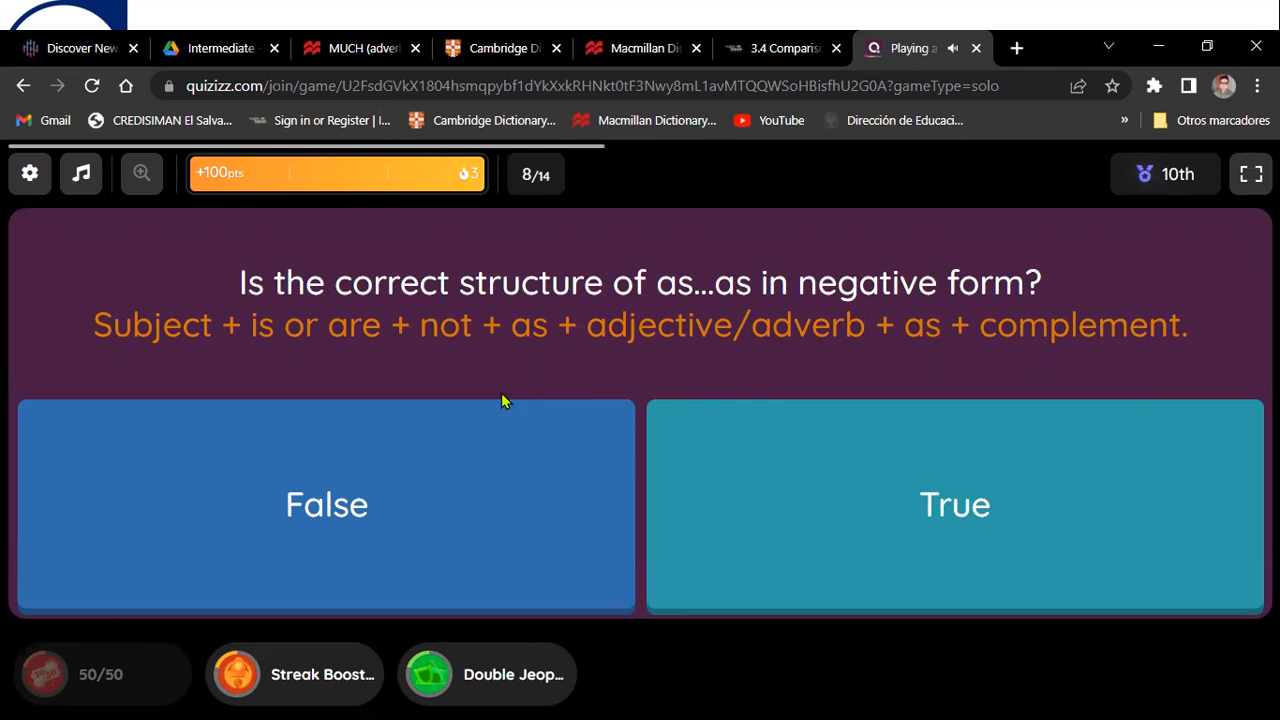 Discover New
Intermediate -
MUCH (adver
Cambridge Di
Macmillan Dic
3.4 Comparis
Playing a
quizizz.com/join/game/U2FsdGVkX1804hsmqpybf1dYkXxkRHNkt0tF3Nwy8mL1avMTQQWSoHBisfhU2G0A?gameType=solo
Gmail
CREDISIMAN El Salva...
Sign in or Register | I...
Cambridge Dictionary...
Macmillan Dictionary...
YouTube
Dirección de Educaci...
»
Otros marcadores
+100pts
3
8/14
10th
Is the correct structure of as...as in negative form?
Subject + is or are + not + as + adjective/adverb + as + complement.
False
True
50/50
Streak Boost...
Double Jeop...